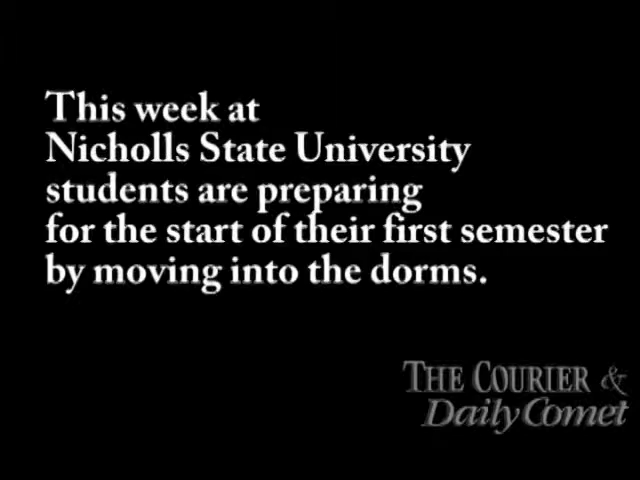 This week at
Nicholls State University
students are preparing
for the start of their first semester
by moving into the dorms.
THE COURIER &
Daily Comet